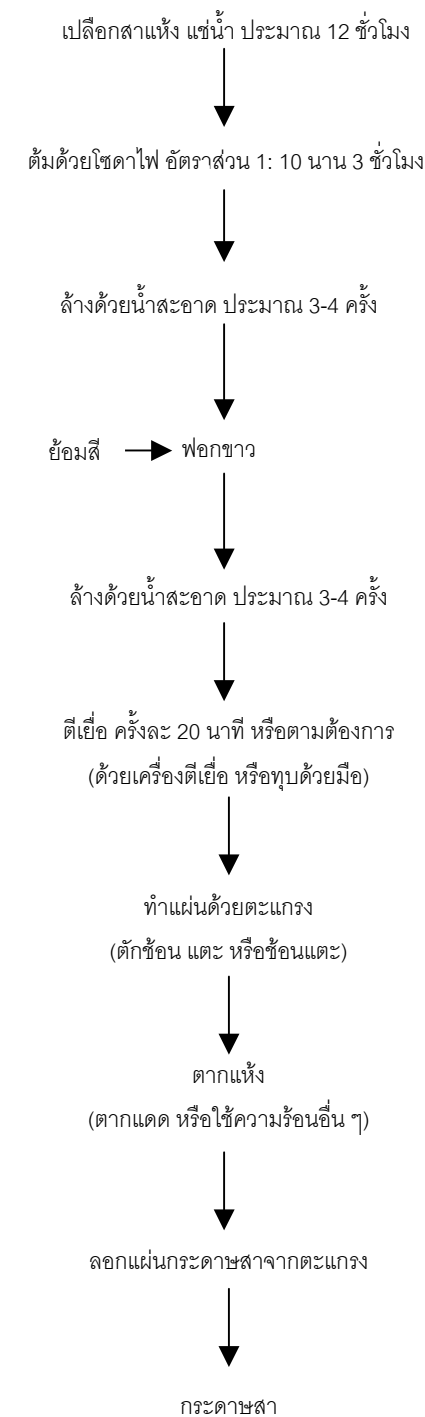 เปลือกสาแห้ง แช่น้ำ ประมาณ 12 ชั่วโมง
ต้มด้วยโซดาไฟ อัตราส่วน 1: 10 นาน 3 ชั่วโมง
ล้างด้วยน้ำสะอาด ประมาณ 3-4 ครั้ง
ย้อมสี ฟอกขาว
ล้างด้วยน้ำสะอาด ประมาณ 3-4 ครั้ง
ตีเยื่อ ครั้งละ 20 นาที หรือตามต้องการ
(ด้วยเครื่องตีเยื่อ หรือทุบด้วยมือ)
ทำแผ่นด้วยตะแกรง
(ตักช้อน แตะ หรือช้อนแตะ)
ตากแห้ง
(ตากแดด หรือใช้ความร้อนอื่น ๆ)
ลอกแผ่นกระดาษสาจากตะแกรง
กระดาษสา